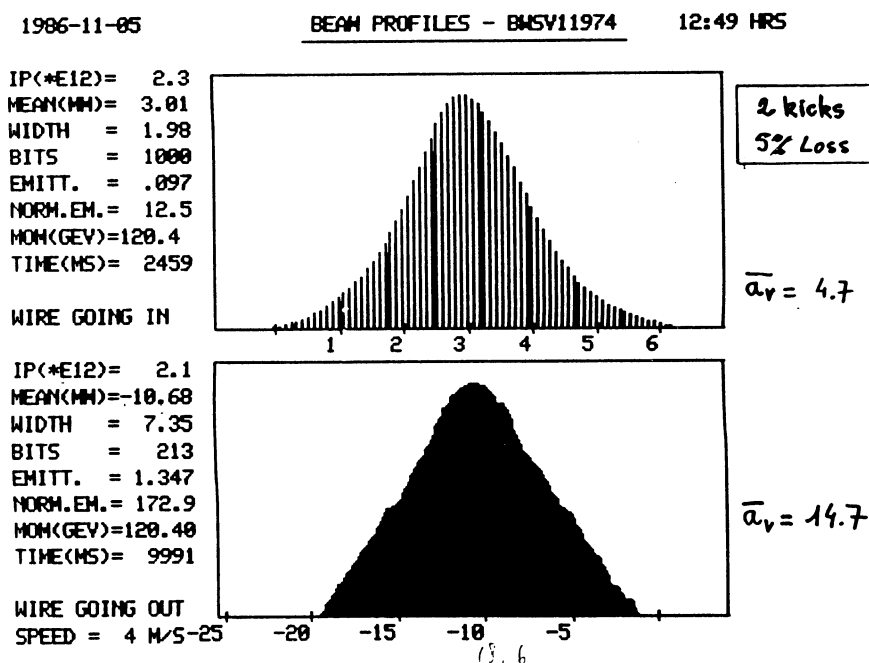 1986-11-05 BEAM PROFILES - BWSV11974 12:49 HRS
IP(*E12)= 2.3
MEAN(MM)= 3.01
WIDTH = 1.98
BITS = 1000
EMITT. = .097
NORM.EM.= 12.5
MOM(GEV)=120.4
TIME(MS)= 2459
WIRE GOING IN
1 2 3 4 5 6
2 kicks
5% Loss
a̅v = 4.7
IP(*E12)= 2.1
MEAN(MM)=-10.68
WIDTH = 7.35
BITS = 213
EMITT. = 1.347
NORM.EM.= 172.9
MOM(GEV)=120.40
TIME(MS)= 9991
WIRE GOING OUT
SPEED = 4 M/S
-25 -20 -15 -10 -5
a̅v = 14.7